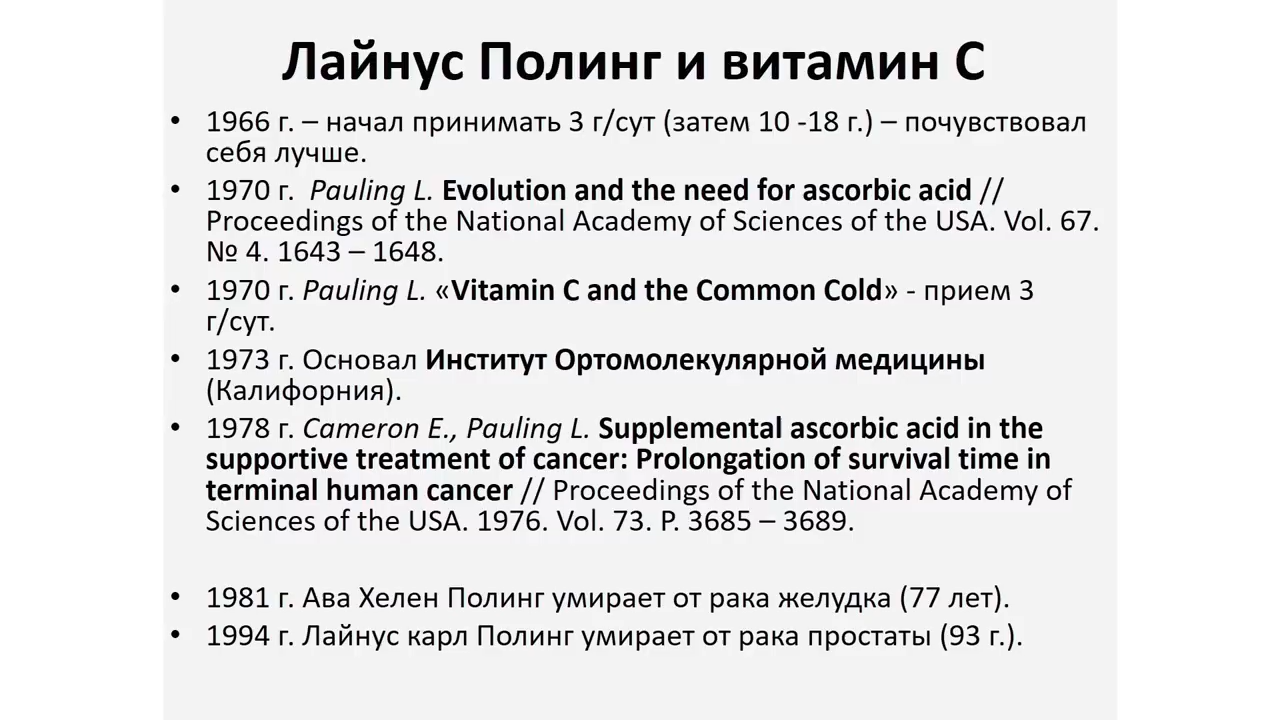 Лайнус Полинг и витамин С
• 1966 г. – начал принимать 3 г/сут (затем 10 -18 г.) – почувствовал
себя лучше.
• 1970 г. Pauling L. Evolution and the need for ascorbic acid //
Proceedings of the National Academy of Sciences of the USA. Vol. 67.
№ 4. 1643 – 1648.
• 1970 г. Pauling L. «Vitamin C and the Common Cold» - прием 3
г/сут.
• 1973 г. Основал Институт Ортомолекулярной медицины
(Калифорния).
• 1978 г. Cameron E., Pauling L. Supplemental ascorbic acid in the
supportive treatment of cancer: Prolongation of survival time in
terminal human cancer // Proceedings of the National Academy of
Sciences of the USA. 1976. Vol. 73. P. 3685 – 3689.
• 1981 г. Ава Хелен Полинг умирает от рака желудка (77 лет).
• 1994 г. Лайнус карл Полинг умирает от рака простаты (93 г.).